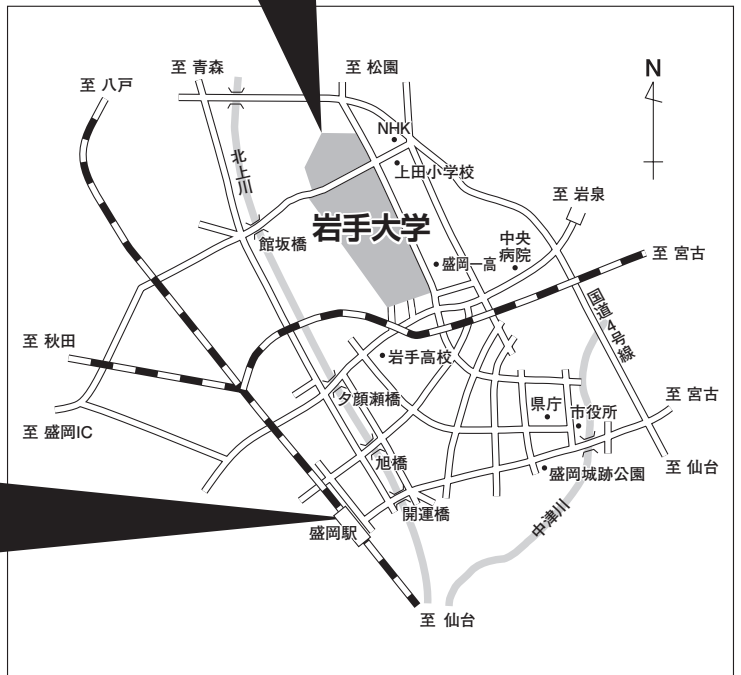 至 青森
至 松園
至 八戸
N
NHK
北上川
上田小学校
至 岩泉
岩手大学
館坂橋
中央
病院
盛岡一高
至 宮古
国道4号線
至 秋田
岩手高校
夕顔瀬橋
県庁
市役所
至 宮古
至 盛岡IC
旭橋
盛岡城跡公園
至 仙台
開運橋
中津川
盛岡駅
至 仙台